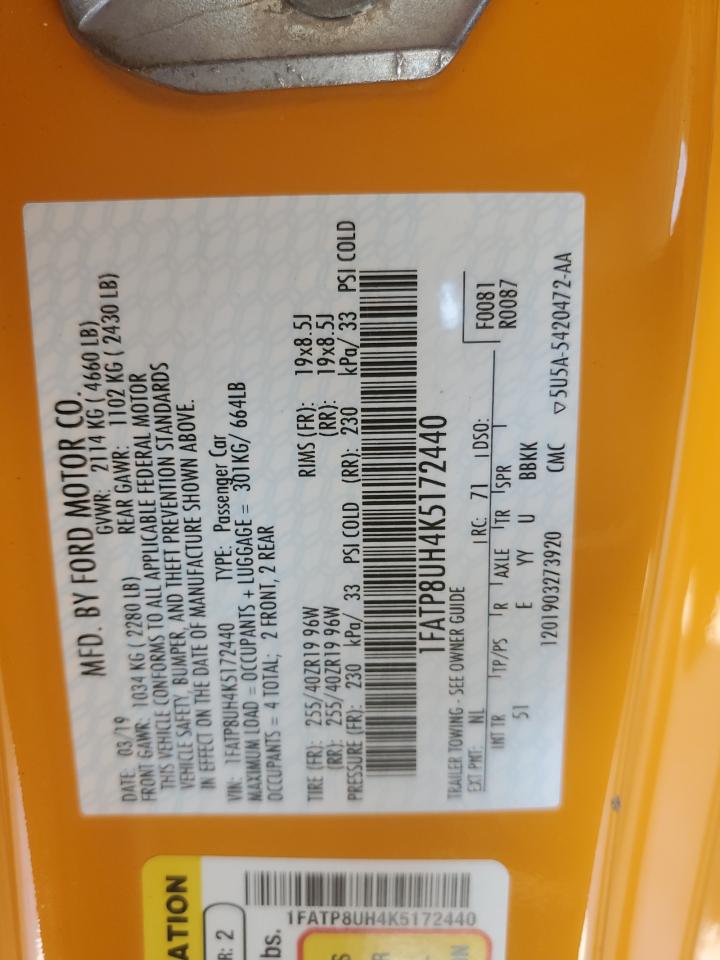 MFD. BY FORD MOTOR CO.
DATE: 03/19 GVWR: 2114 KG ( 4660 LB)
FRONT GAWR: 1034 KG ( 2280 LB) REAR GAWR: 1102 KG ( 2430 LB)
THIS VEHICLE CONFORMS TO ALL APPLICABLE FEDERAL MOTOR
VEHICLE SAFETY, BUMPER, AND THEFT PREVENTION STANDARDS
IN EFFECT ON THE DATE OF MANUFACTURE SHOWN ABOVE.
VIN: 1FATP8UH4K5172440 TYPE: Passenger Car
MAXIMUM LOAD = OCCUPANTS + LUGGAGE = 301KG/ 664LB
OCCUPANTS = 4 TOTAL; 2 FRONT, 2 REAR
TIRE (FR): 255/40ZR19 96W RIMS (FR): 19x8.5J
(RR): 255/40ZR19 96W (RR): 19x8.5J
PRESSURE (FR): 230 kPa/ 33 PSI COLD (RR): 230 kPa/ 33 PSI COLD
1FATP8UH4K5172440
TRAILER TOWING - SEE OWNER GUIDE
EXT PNT: NL RC: 71 DSO: F0081
INT TR TP/PS R AXLE TR SPR R0087
51 E YY U BBKK
1201903273920 CMC ▽5U5A-5420472-AA
ATION
R: 2
bs.
1FATP8UH4K5172440